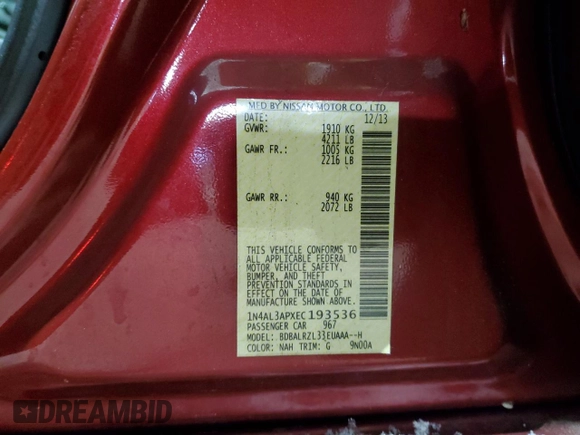 MFD BY NISSAN MOTOR CO., LTD.
DATE: 12/13
GVWR: 1910 KG
4211 LB
GAWR FR.: 1005 KG
2216 LB
GAWR RR.: 940 KG
2072 LB
THIS VEHICLE CONFORMS TO
ALL APPLICABLE FEDERAL
MOTOR VEHICLE SAFETY,
BUMPER, AND THEFT
PREVENTION STANDARDS IN
EFFECT ON THE DATE OF
MANUFACTURE SHOWN ABOVE.
1N4AL3APXEC193536
PASSENGER CAR 967
MODEL: BDBALRZL33EUAAA--H
COLOR: NAH TRIM: G 9N00A
DREAMBID